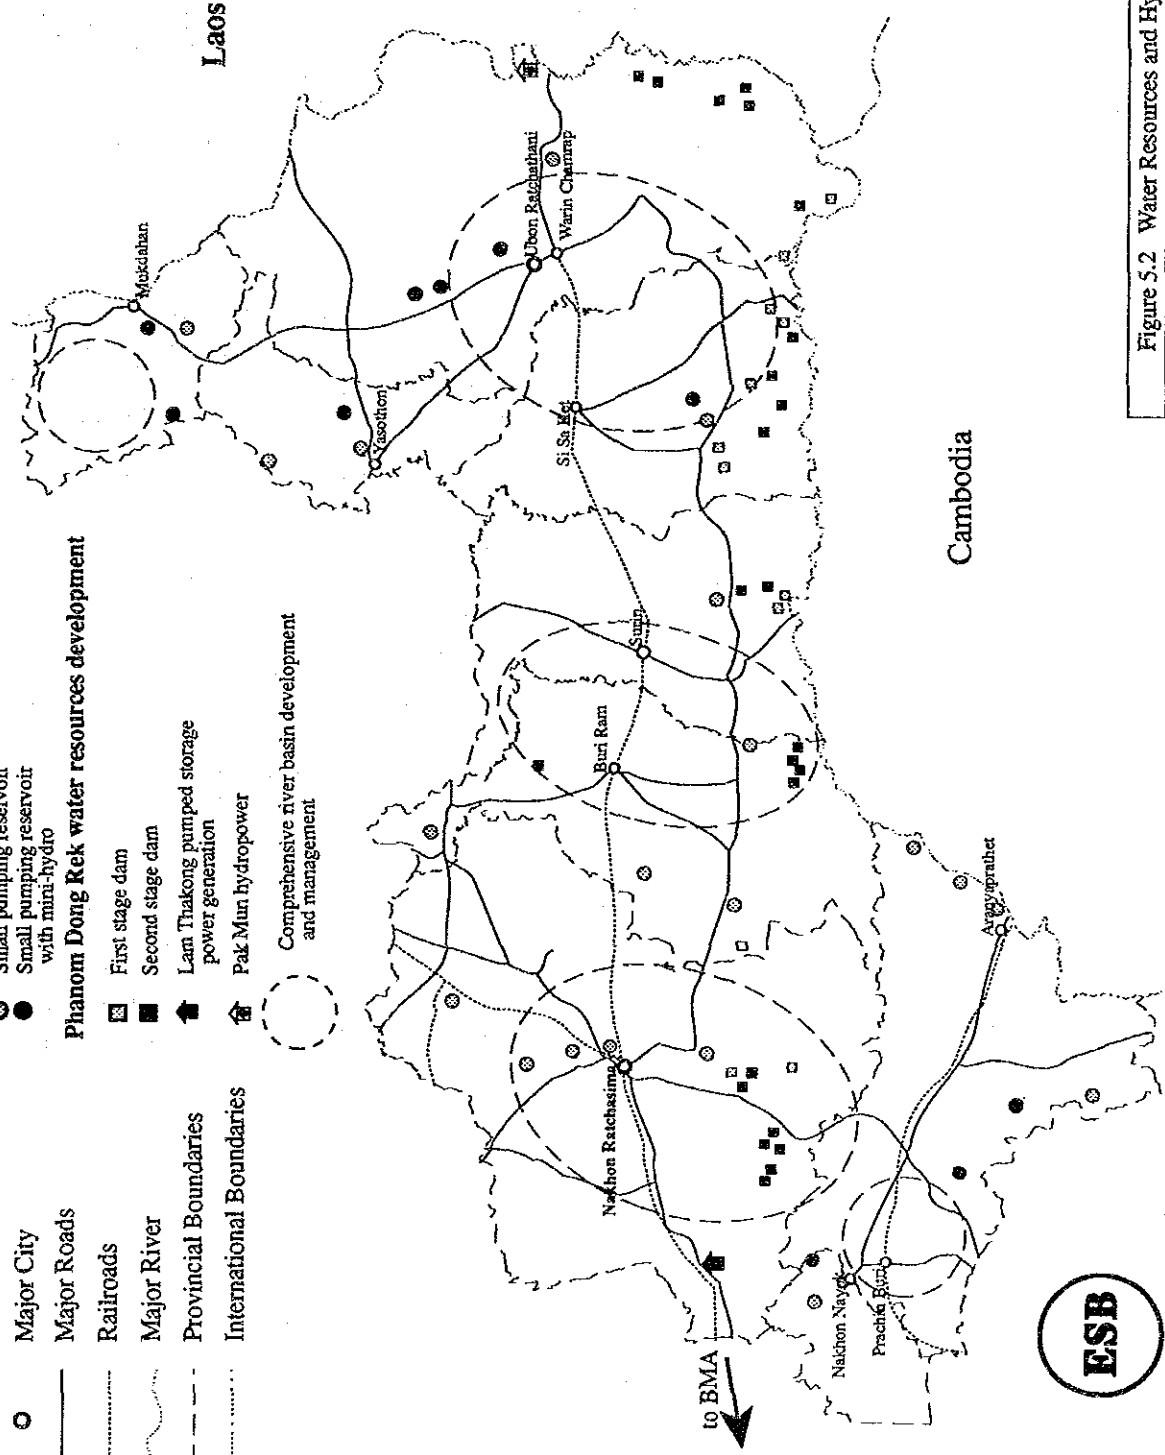 Major City
Major Roads
Railroads
Major River
Provincial Boundaries
International Boundaries
Small pumping reservoir
Small pumping reservoir
with mini-hydro
Phanom Dong Rek water resources development
First stage dam
Second stage dam
Lam Thakong pumped storage
power generation
Pak Mun hydropower
Comprehensive river basin development
and management
Laos
Mukdahan
Yasothon
Ubon Ratchathani
Warin Chamrap
Si Sa Ket
Surin
Buri Ram
Nakhon Ratchasima
Cambodia
Aranyaprathet
Nakhon Nayok
Prachin Buri
to BMA
ESB
Figure 5.2 Water Resources and Hy